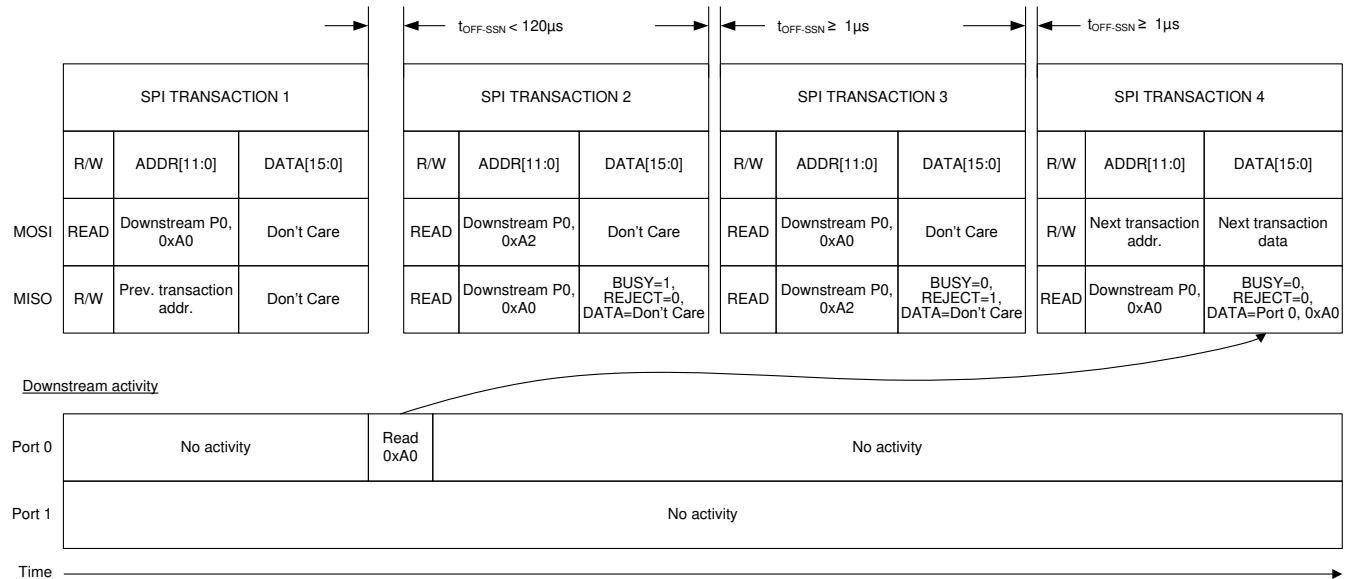 tOFF-SSN < 120µs
tOFF-SSN ≥ 1µs
tOFF-SSN ≥ 1µs
SPI TRANSACTION 1
SPI TRANSACTION 2
SPI TRANSACTION 3
SPI TRANSACTION 4
R/W ADDR[11:0] DATA[15:0]
R/W ADDR[11:0] DATA[15:0]
R/W ADDR[11:0] DATA[15:0]
R/W ADDR[11:0] DATA[15:0]
MOSI
READ
Downstream P0,
0xA0
Don't Care
READ
Downstream P0,
0xA2
Don't Care
READ
Downstream P0,
0xA0
Don't Care
R/W
Next transaction
addr.
Next transaction
data
MISO
R/W
Prev. transaction
addr.
Don't Care
READ
Downstream P0,
0xA0
BUSY=1,
REJECT=0,
DATA=Don't Care
READ
Downstream P0,
0xA2
BUSY=0,
REJECT=1,
DATA=Don't Care
READ
Downstream P0,
0xA0
BUSY=0,
REJECT=0,
DATA=Port 0, 0xA0
Downstream activity
Port 0
No activity
Read
0xA0
No activity
Port 1
No activity
Time